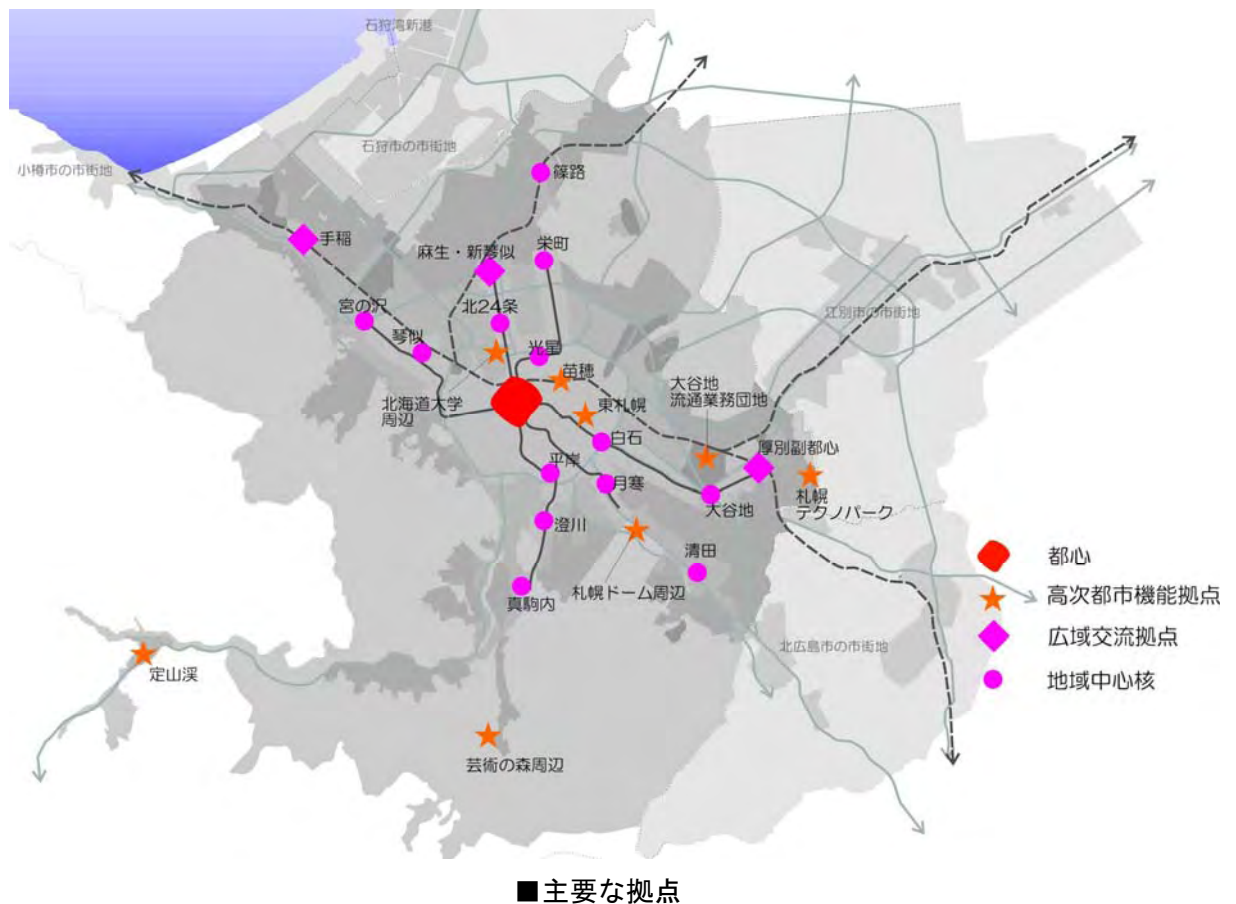 石狩湾新港
石狩市の市街地
小樽市の市街地
篠路
手稲
麻生・新琴似
栄町
宮の沢
北24条
琴似
光星
苗穂
江別市の市街地
北海道大学
周辺
東札幌
大谷地
流通業務団地
白石
厚別副都心
平岸
月寒
大谷地
札幌
テクノパーク
澄川
清田
真駒内
札幌ドーム周辺
北広島市の市街地
定山渓
芸術の森周辺
都心
高次都市機能拠点
広域交流拠点
地域中心核
■主要な拠点